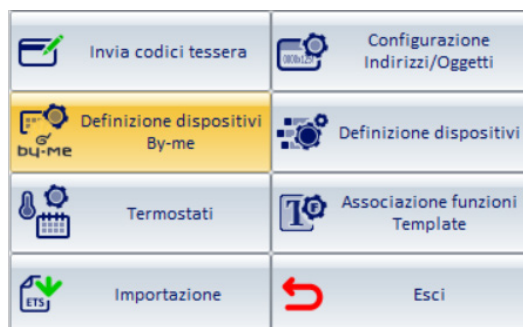 Invia codici tessera
Configurazione
Indirizzi/Oggetti
Definizione dispositivi
By-me
by-me
Definizione dispositivi
Termostati
Associazione funzioni
Template
T F
Importazione
ETS
Esci